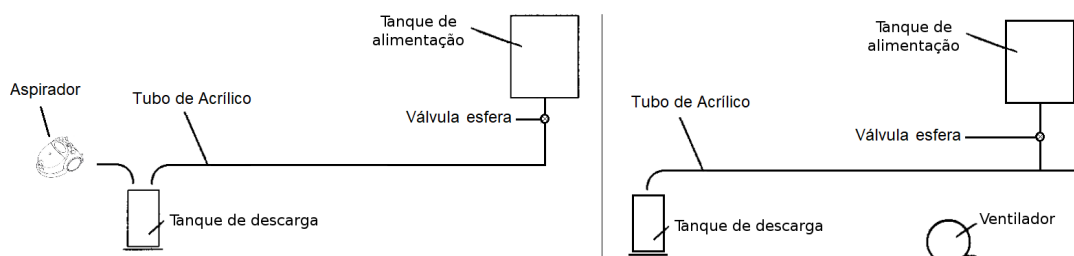 Tanque de
alimentação
Aspirador
Tubo de Acrílico
Válvula esfera
Tanque de descarga
Tanque de
alimentação
Tubo de Acrílico
Válvula esfera
Tanque de descarga
Ventilador